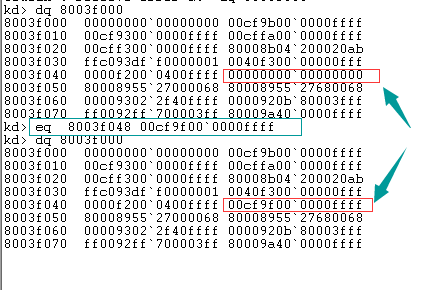 kd> dq 8003f000
8003f000  00000000`00000000 00cf9b00`0000ffff
8003f010  00cf9300`0000ffff 00cffa00`0000ffff
8003f020  00cff300`0000ffff 80008b04`200020ab
8003f030  ffc093df`f0000001 0040f300`00000fff
8003f040  0000f200`0400ffff 00000000`00000000
8003f050  80008955`27000068 80008955`27680068
8003f060  00009302`2f40ffff 0000920b`80003fff
8003f070  ff0092ff`700003ff 80009a40`0000ffff
kd> eq  8003f048 00cf9f00`0000ffff
kd> dq 8003f000
8003f000  00000000`00000000 00cf9b00`0000ffff
8003f010  00cf9300`0000ffff 00cffa00`0000ffff
8003f020  00cff300`0000ffff 80008b04`200020ab
8003f030  ffc093df`f0000001 0040f300`00000fff
8003f040  0000f200`0400ffff 00cf9f00`0000ffff
8003f050  80008955`27000068 80008955`27680068
8003f060  00009302`2f40ffff 0000920b`80003fff
8003f070  ff0092ff`700003ff 80009a40`0000ffff